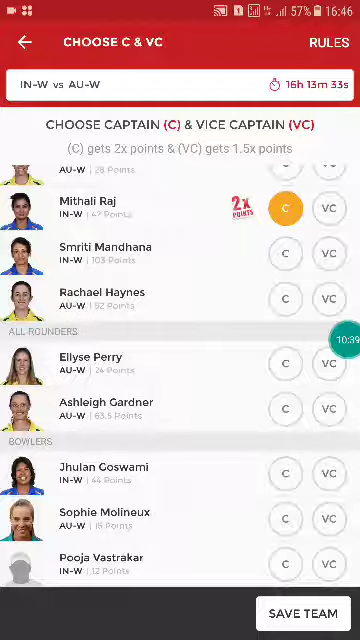 57% 16:46
CHOOSE C & VC RULES
IN-W vs AU-W 16h 13m 33s
CHOOSE CAPTAIN (C) & VICE CAPTAIN (VC)
(C) gets 2x points & (VC) gets 1.5x points
AU-W | 28 Points
Mithali Raj
IN-W | 47 Points
2x POINTS
C VC
Smriti Mandhana
IN-W | 103 Points
C VC
Rachael Haynes
AU-W | 92 Points
C VC
ALL-ROUNDERS
10:39
Ellyse Perry
AU-W | 24 Points
C VC
Ashleigh Gardner
AU-W | 63.5 Points
C VC
BOWLERS
Jhulan Goswami
IN-W | 44 Points
C VC
Sophie Molineux
AU-W | 15 Points
C VC
Pooja Vastrakar
IN-W | 12 Points
C VC
SAVE TEAM